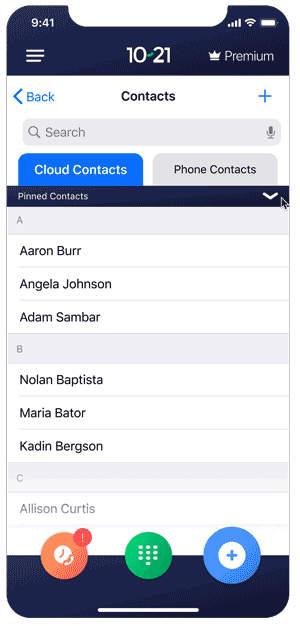 9:41
10-21
Premium
Back
Contacts
Search
Cloud Contacts
Phone Contacts
Pinned Contacts
A
Aaron Burr
Angela Johnson
Adam Sambar
B
Nolan Baptista
Maria Bator
Kadin Bergson
C
Allison Curtis
!